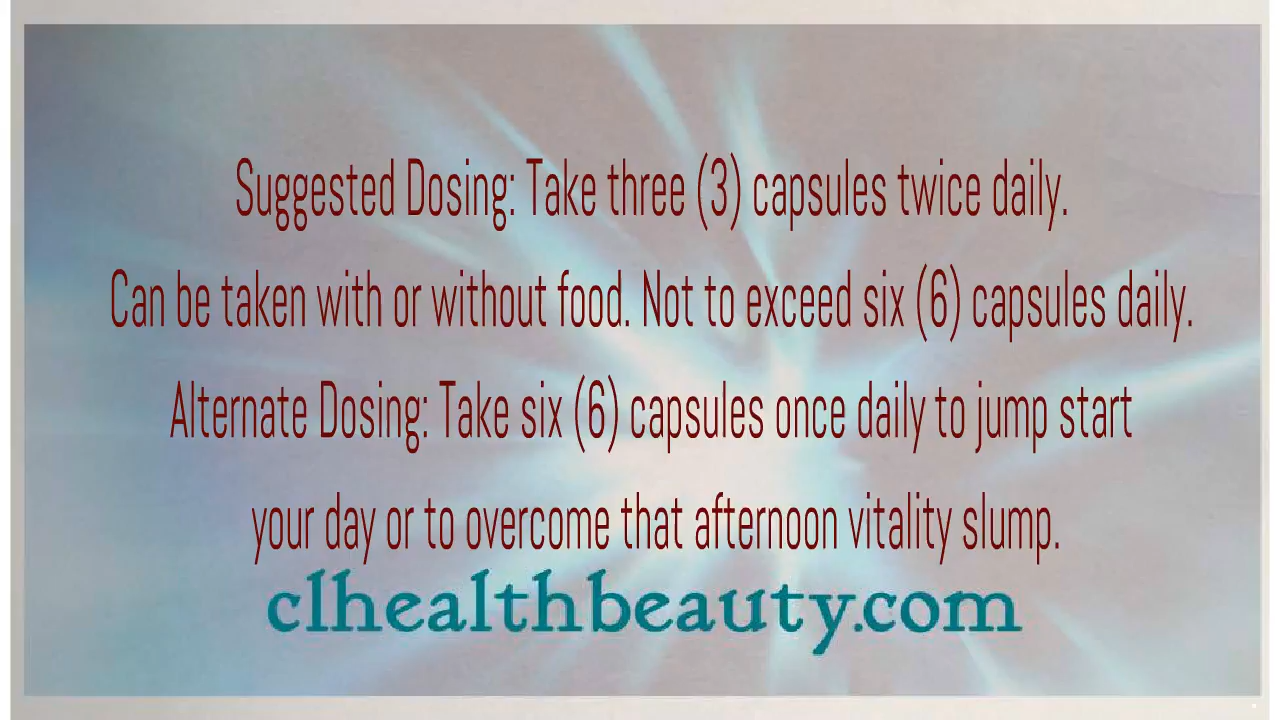 Suggested Dosing: Take three (3) capsules twice daily.
Can be taken with or without food. Not to exceed six (6) capsules daily.
Alternate Dosing: Take six (6) capsules once daily to jump start
your day or to overcome that afternoon vitality slump.
clhealthbeauty.com